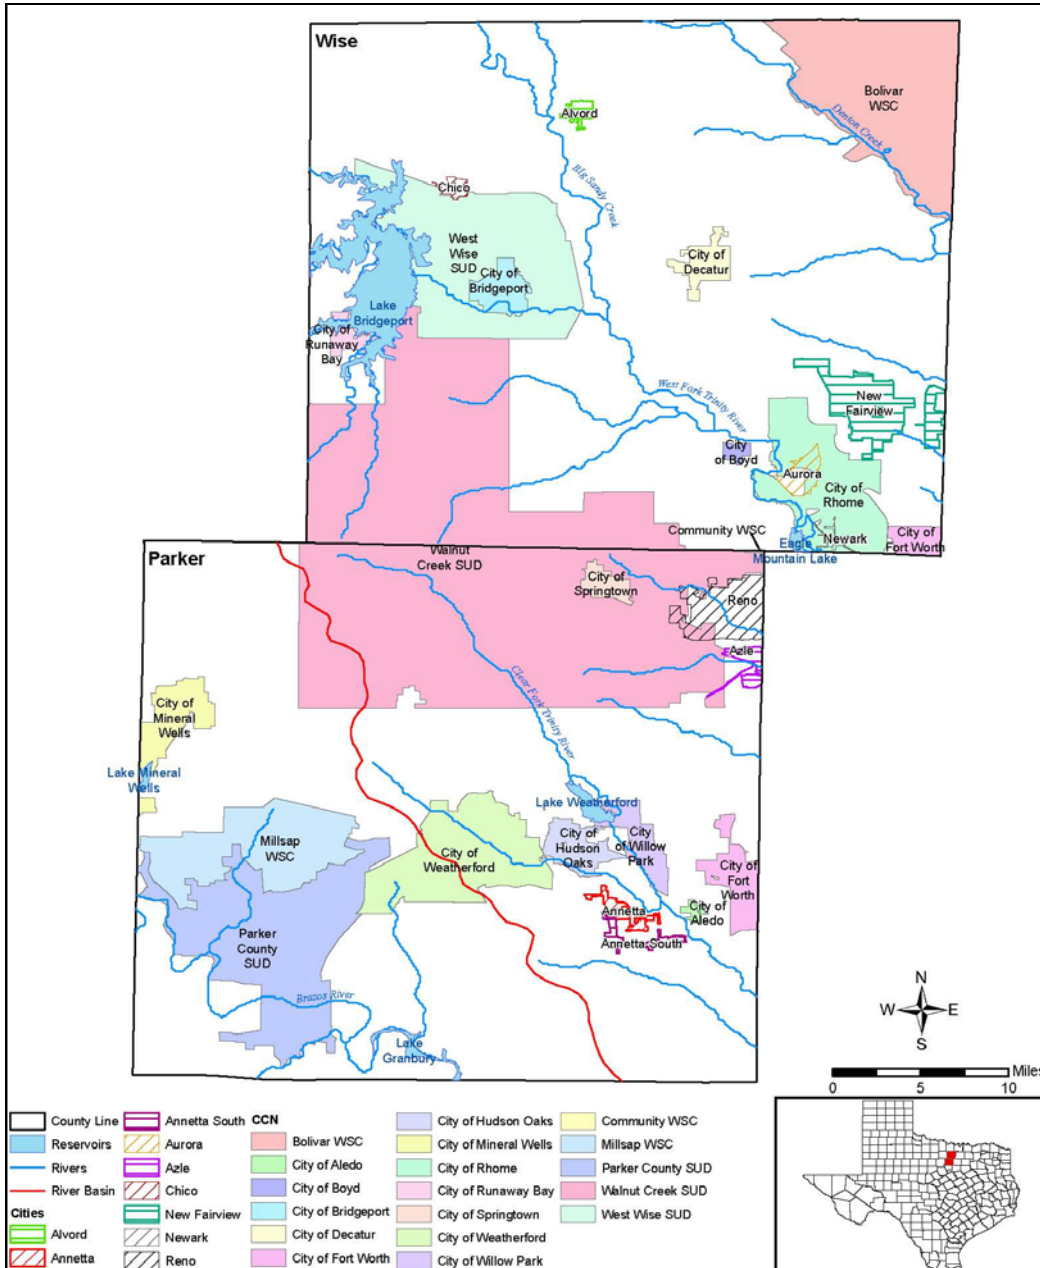 Wise
Bolivar
WSC
Denton Creek
Alvord
Big Sandy Creek
Chico
West
Wise
SUD
City of
Bridgeport
City of
Decatur
Lake
Bridgeport
City of
Runaway
Bay
West Fork Trinity River
New
Fairview
City
of Boyd
Aurora
City of
Rhome
Community WSC
Newark
City of
Fort Worth
Eagle
Mountain Lake
Parker
Walnut
Creek SUD
City of
Springtown
Reno
Azle
Clear Fork Trinity River
City of
Mineral
Wells
Lake Mineral
Wells
Lake Weatherford
Millsap
WSC
City of
Weatherford
City of
Hudson
Oaks
City
of Willow
Park
City of
Fort
Worth
Annetta
City of
Aledo
Annetta South
Parker
County
SUD
Brazos River
Lake
Granbury
N
W E
S
Miles
0 5 10
County Line
Reservoirs
Rivers
River Basin
Cities
Alvord
Annetta
Annetta South
Aurora
Azle
Chico
New Fairview
Newark
Reno
CCN
Bolivar WSC
City of Aledo
City of Boyd
City of Bridgeport
City of Decatur
City of Fort Worth
City of Hudson Oaks
City of Mineral Wells
City of Rhome
City of Runaway Bay
City of Springtown
City of Weatherford
City of Willow Park
Community WSC
Millsap WSC
Parker County SUD
Walnut Creek SUD
West Wise SUD